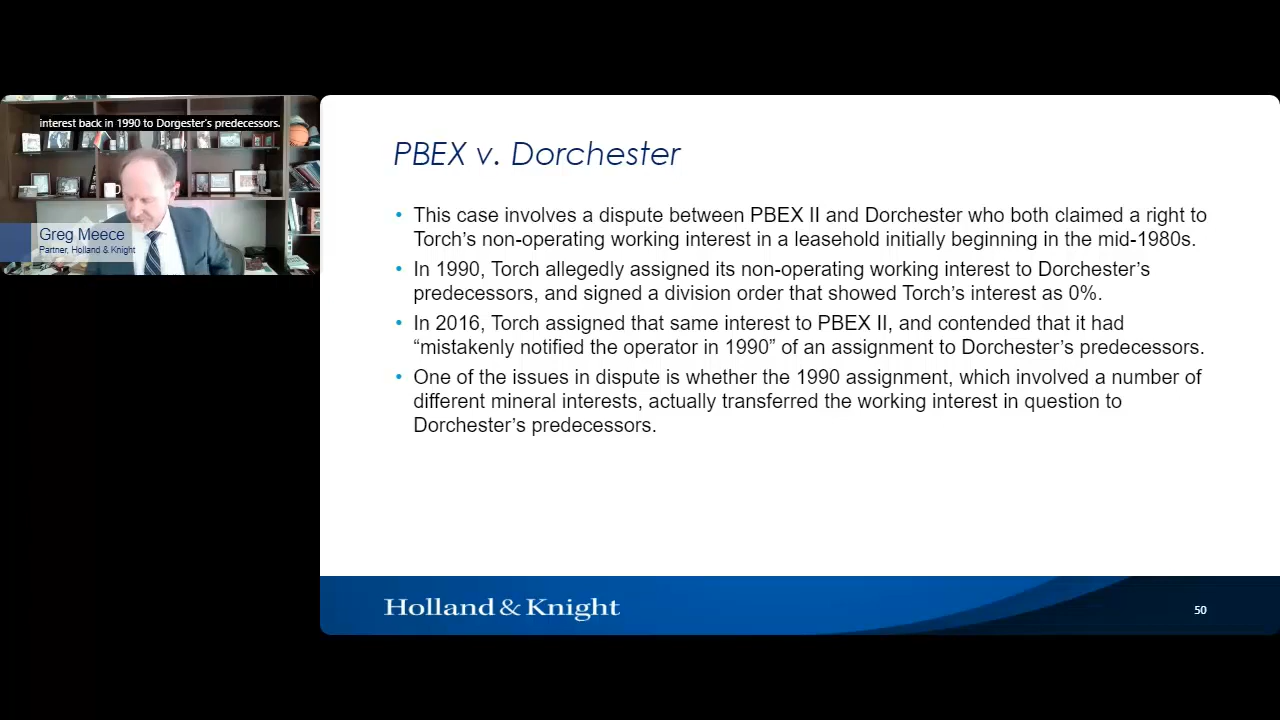 interest back in 1990 to Dorgester's predecessors.
Greg Meece
Partner, Holland & Knight
PBEX v. Dorchester
• This case involves a dispute between PBEX II and Dorchester who both claimed a right to
Torch's non-operating working interest in a leasehold initially beginning in the mid-1980s.
• In 1990, Torch allegedly assigned its non-operating working interest to Dorchester's
predecessors, and signed a division order that showed Torch's interest as 0%.
• In 2016, Torch assigned that same interest to PBEX II, and contended that it had
“mistakenly notified the operator in 1990” of an assignment to Dorchester's predecessors.
• One of the issues in dispute is whether the 1990 assignment, which involved a number of
different mineral interests, actually transferred the working interest in question to
Dorchester's predecessors.
Holland & Knight
50